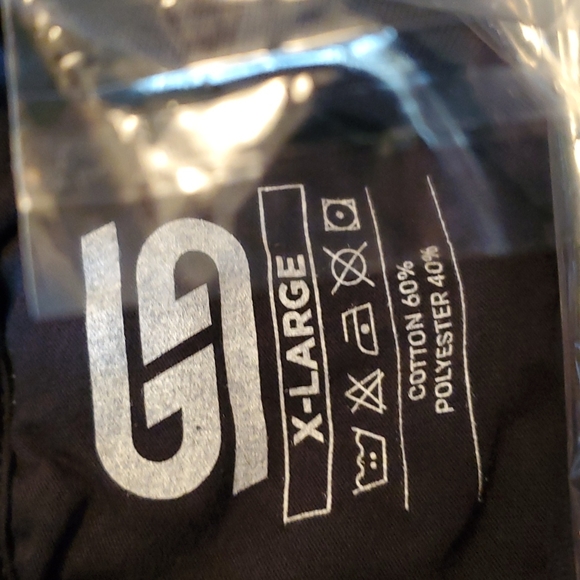 X-LARGE
COTTON 60%
POLYESTER 40%